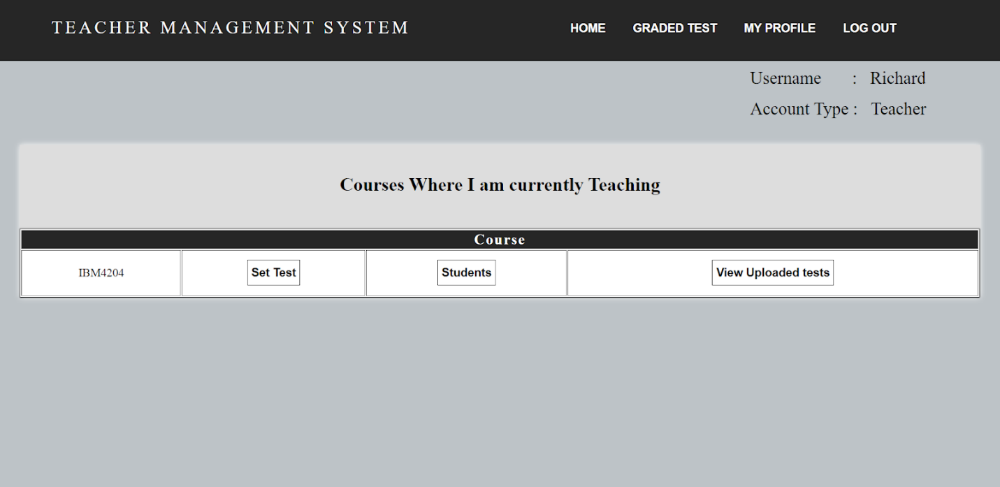 TEACHER MANAGEMENT SYSTEM HOME GRADED TEST MY PROFILE LOG OUT
Username : Richard
Account Type : Teacher
Courses Where I am currently Teaching
Course
IBM4204 Set Test Students View Uploaded tests